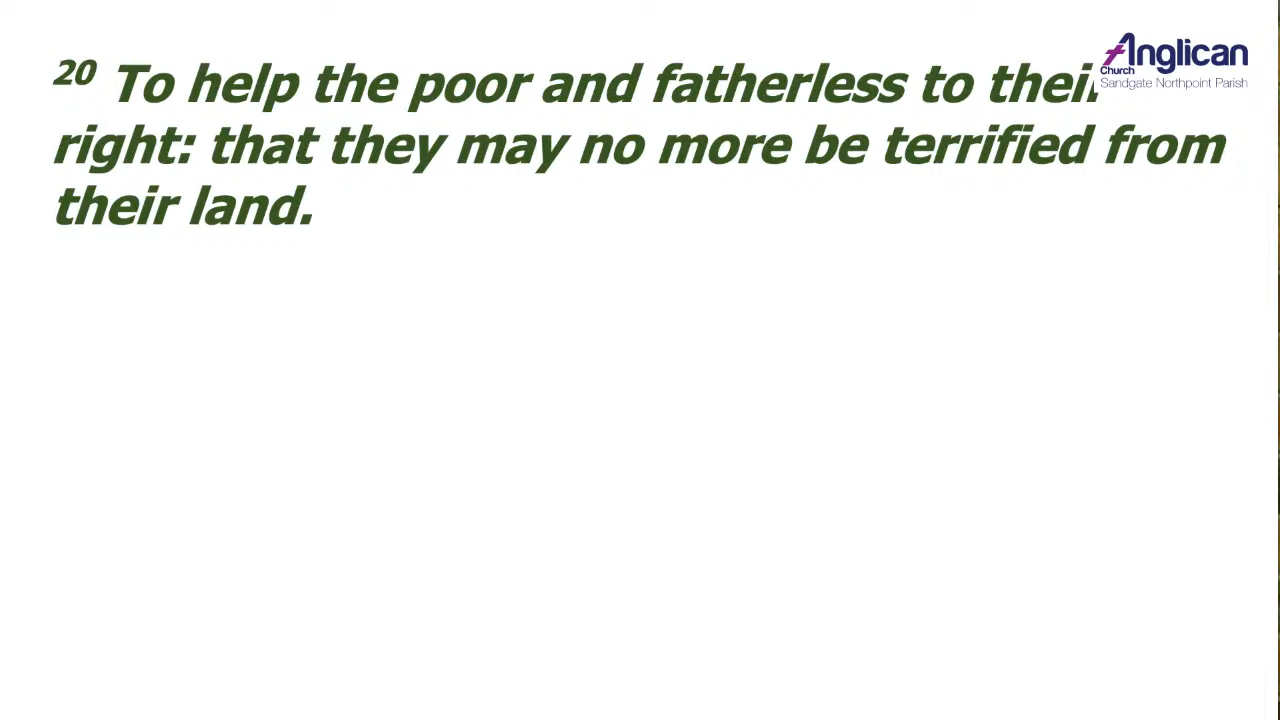 20 To help the poor and fatherless to their
right: that they may no more be terrified from
their land.
Anglican
Church
Sandgate Northpoint Parish